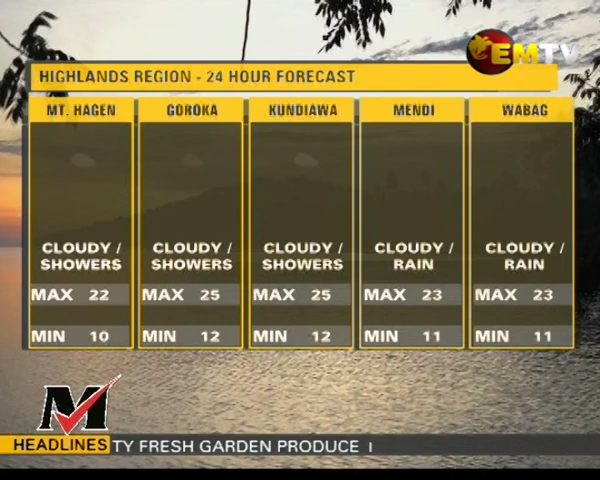 EMTV
HIGHLANDS REGION - 24 HOUR FORECAST
MT. HAGEN
CLOUDY /
SHOWERS
MAX 22
MIN 10
GOROKA
CLOUDY /
SHOWERS
MAX 25
MIN 12
KUNDIAWA
CLOUDY /
SHOWERS
MAX 25
MIN 12
MENDI
CLOUDY /
RAIN
MAX 23
MIN 11
WABAG
CLOUDY /
RAIN
MAX 23
MIN 11
M
HEADLINES TY FRESH GARDEN PRODUCE